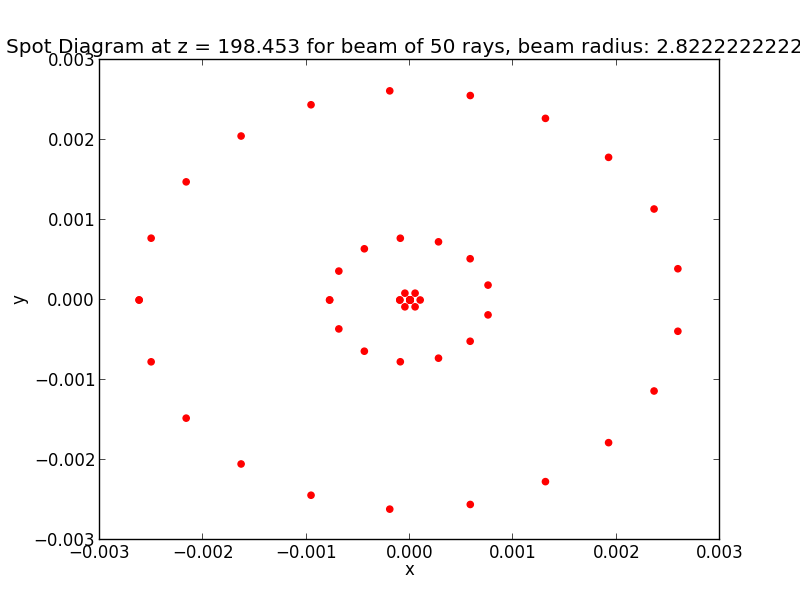 Spot Diagram at z = 198.453 for beam of 50 rays, beam radius: 2.8222222222
0.003
0.002
0.001
0.000
−0.001
−0.002
−0.003
y
−0.003 −0.002 −0.001 0.000 0.001 0.002 0.003
x